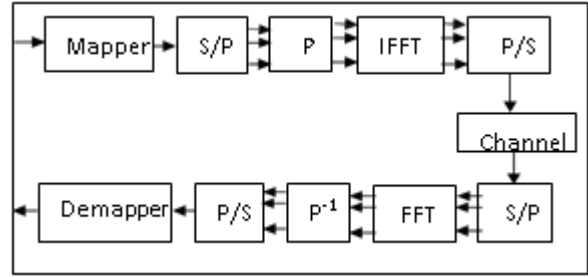 Mapper S/P P IFFT P/S
Channel
Demapper P/S P⁻¹ FFT S/P